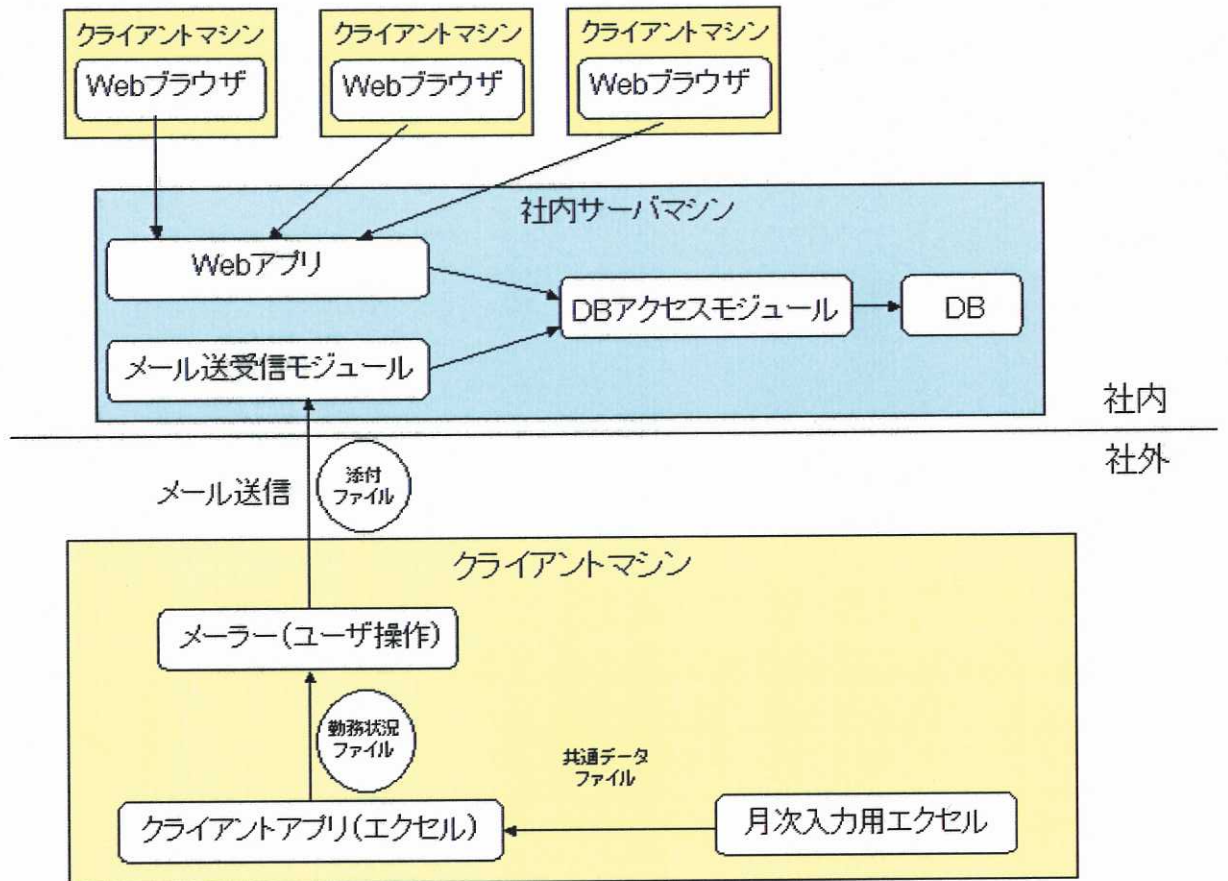 クライアントマシン
Webブラウザ
クライアントマシン
Webブラウザ
クライアントマシン
Webブラウザ
社内サーバマシン
Webアプリ
DBアクセスモジュール
DB
メール送受信モジュール
社内
社外
メール送信
添付
ファイル
クライアントマシン
メーラー(ユーザ操作)
勤務状況
ファイル
共通データ
ファイル
クライアントアプリ(エクセル)
月次入力用エクセル